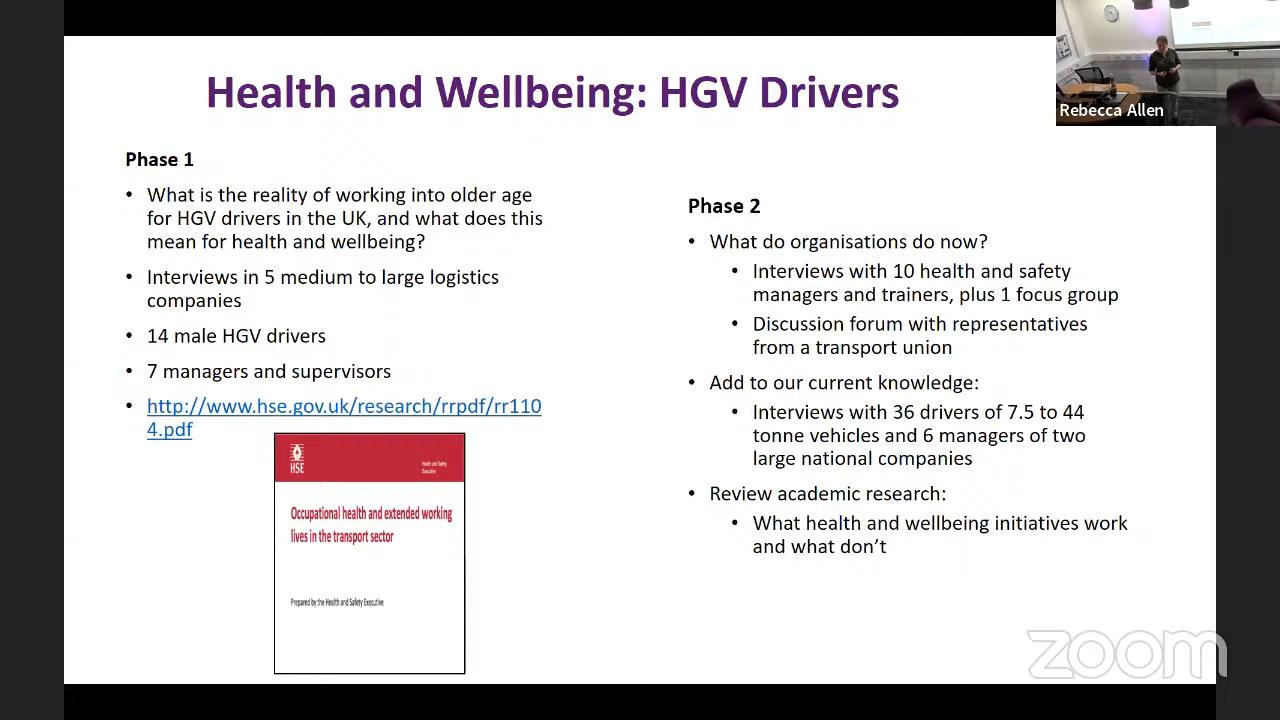 Health and Wellbeing: HGV Drivers
Rebecca Allen
Phase 1
• What is the reality of working into older age
for HGV drivers in the UK, and what does this
mean for health and wellbeing?
• Interviews in 5 medium to large logistics
companies
• 14 male HGV drivers
• 7 managers and supervisors
• http://www.hse.gov.uk/research/rrpdf/rr110
4.pdf
HSE
Health and Safety
Executive
Occupational health and extended working
lives in the transport sector
Prepared by the Health and Safety Executive
Phase 2
• What do organisations do now?
• Interviews with 10 health and safety
managers and trainers, plus 1 focus group
• Discussion forum with representatives
from a transport union
• Add to our current knowledge:
• Interviews with 36 drivers of 7.5 to 44
tonne vehicles and 6 managers of two
large national companies
• Review academic research:
• What health and wellbeing initiatives work
and what don’t
zoom